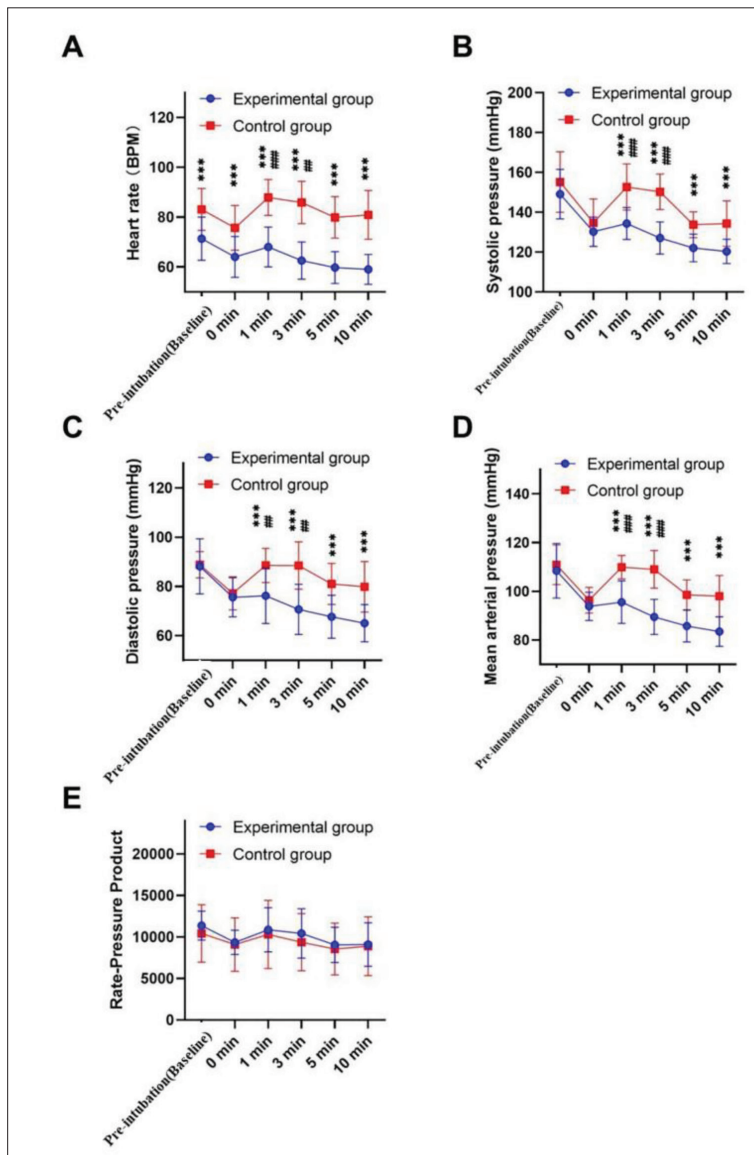 A
Experimental group
Control group
Heart rate (BPM)
120
100
80
60
***
***
***
###
***
##
***
***
Pre-intubation(Baseline)
0 min
1 min
3 min
5 min
10 min
B
Experimental group
Control group
Systolic pressure (mmHg)
200
180
160
140
120
100
***
###
***
###
***
***
Pre-intubation(Baseline)
0 min
1 min
3 min
5 min
10 min
C
Experimental group
Control group
Diastolic pressure (mmHg)
120
100
80
60
***
##
***
##
***
***
Pre-intubation(Baseline)
0 min
1 min
3 min
5 min
10 min
D
Experimental group
Control group
Mean arterial pressure (mmHg)
140
120
100
80
***
###
***
###
***
***
Pre-intubation(Baseline)
0 min
1 min
3 min
5 min
10 min
E
Experimental group
Control group
Rate-Pressure Product
20000
15000
10000
5000
0
Pre-intubation(Baseline)
0 min
1 min
3 min
5 min
10 min